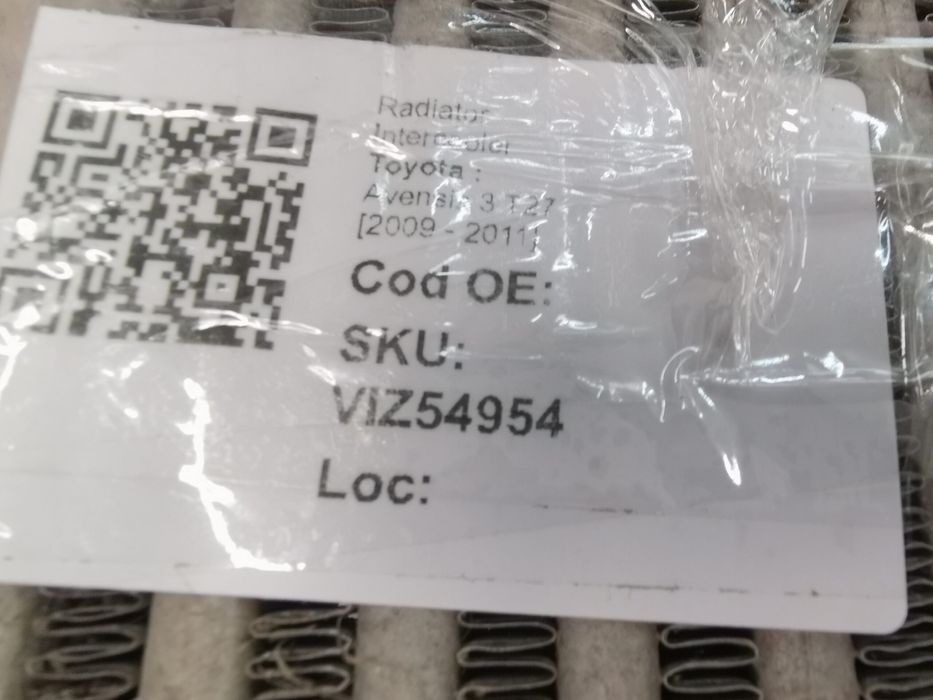 Radiator
Intercooler
Toyota :
Avensis 3 T27
[2009 - 2011]
Cod OE:
SKU:
VIZ54954
Loc: